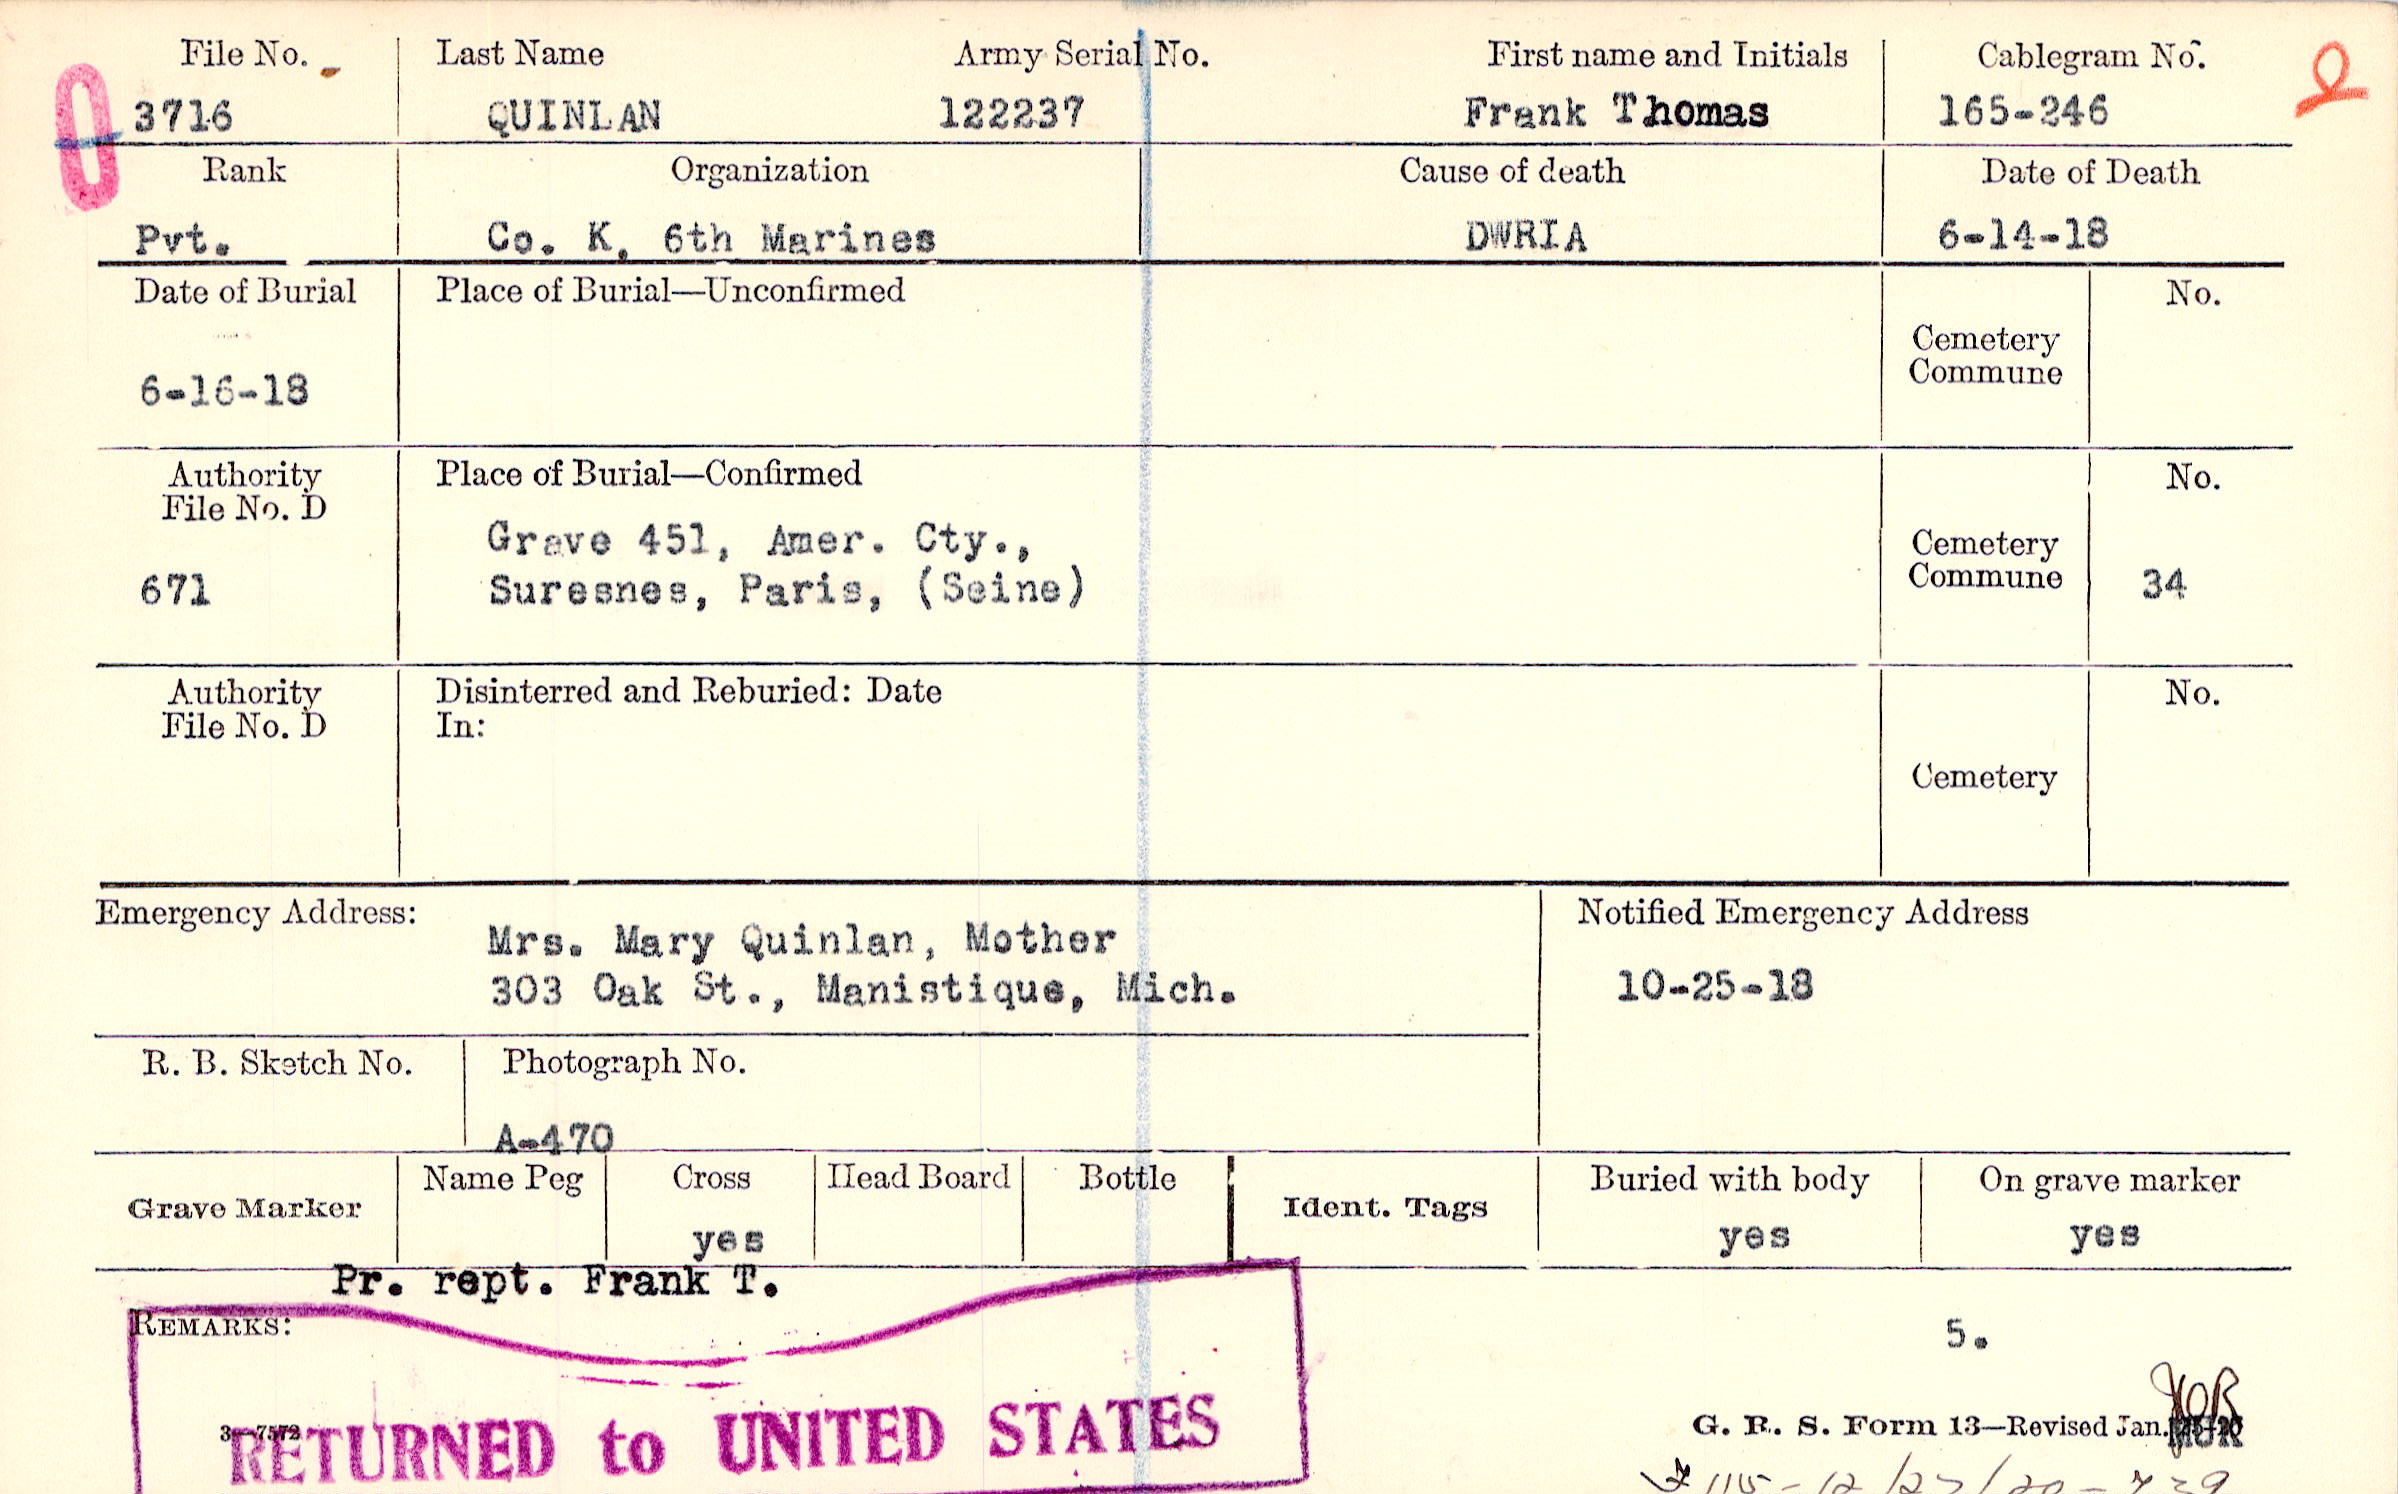 File No. Last Name Army Serial No. First name and Initials Cablegram No.
3716 QUINLAN 122237 Frank Thomas 165-246
Rank Organization Cause of death Date of Death
Pvt. Co. K, 6th Marines DWRIA 6-14-18
Date of Burial Place of Burial—Unconfirmed No.
Cemetery
Commune
6-16-18
Authority Place of Burial—Confirmed No.
File No. D
Grave 451, Amer. Cty.,
Cemetery
671 Suresnes, Paris, (Seine) Commune 34
Authority Disinterred and Reburied: Date No.
File No. D In:
Cemetery
Emergency Address: Notified Emergency Address
Mrs. Mary Quinlan, Mother
303 Oak St., Manistique, Mich. 10-25-18
R. B. Sketch No. Photograph No.
A-470
Name Peg Cross Head Board Bottle Buried with body On grave marker
Grave Marker Ident. Tags
yes yes yes
Pr. rept. Frank T.
REMARKS:
5.
3—7572
RETURNED to UNITED STATES
G. R. S. Form 13—Revised Jan.